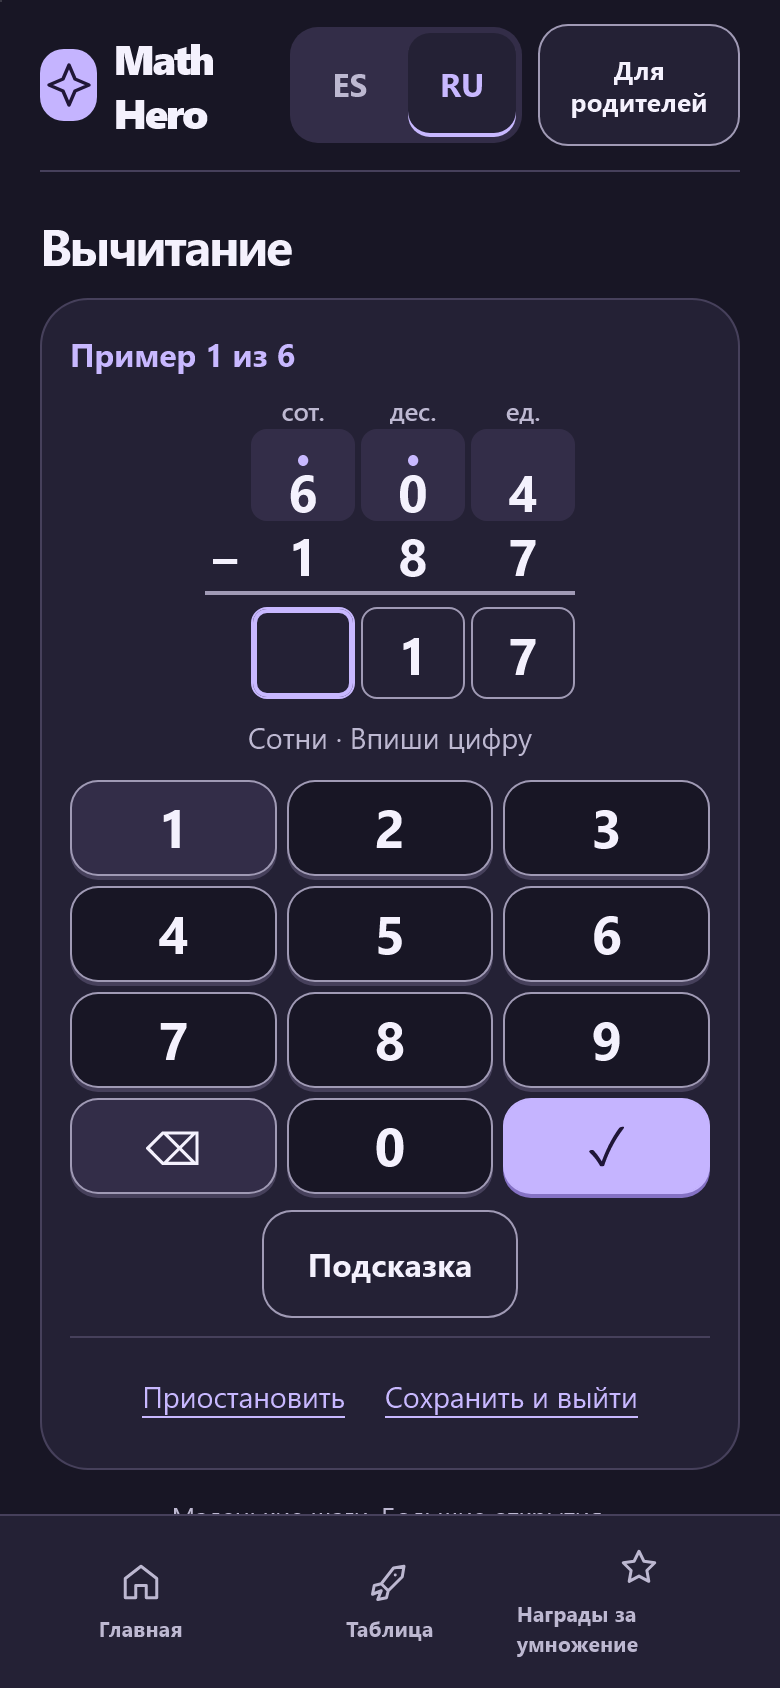 Math
Hero
ES RU
Для
родителей
Вычитание
Пример 1 из 6
сот. дес. ед.
6 0 4
− 1 8 7
1 7
Сотни · Впиши цифру
1 2 3
4 5 6
7 8 9
⌫ 0 ✓
Подсказка
Приостановить Сохранить и выйти
Главная Таблица Награды за
умножение